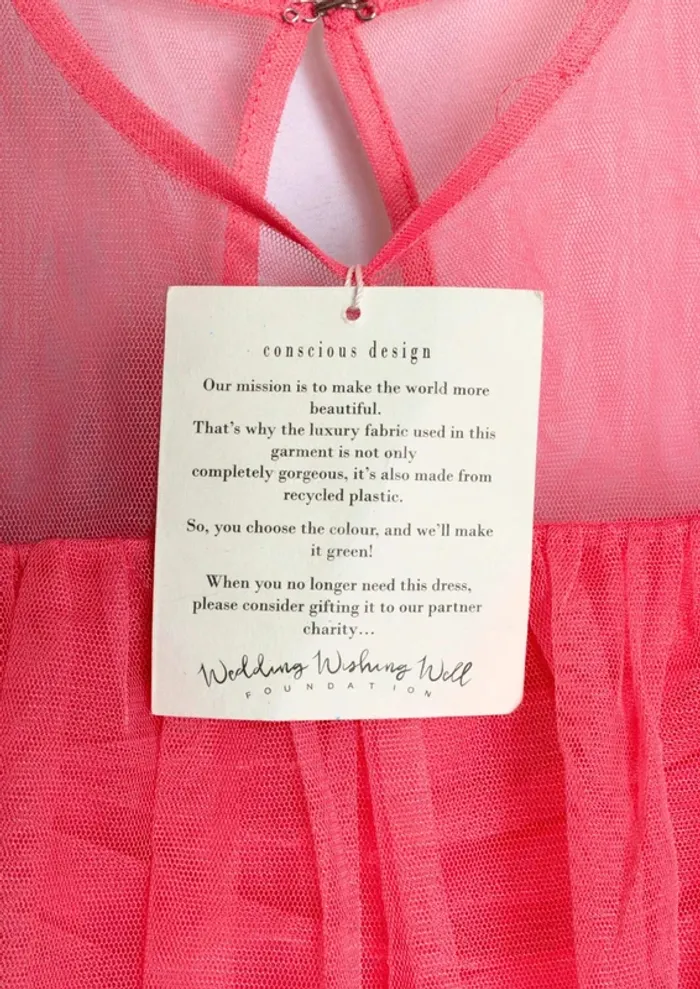 conscious design
Our mission is to make the world more
beautiful.
That's why the luxury fabric used in this
garment is not only
completely gorgeous, it's also made from
recycled plastic.
So, you choose the colour, and we'll make
it green!
When you no longer need this dress,
please consider gifting it to our partner
charity...
Wedding Wishing Well
FOUNDATION